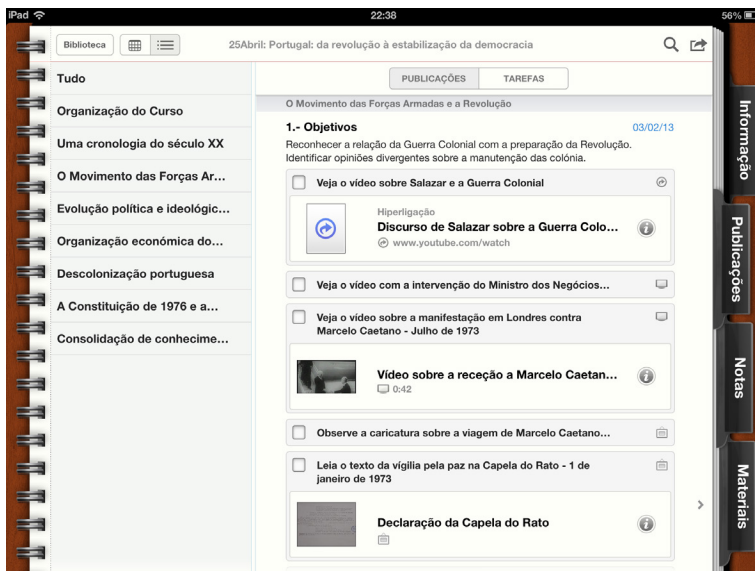 iPad 22:38 56%
Biblioteca 25Abril: Portugal: da revolução à estabilização da democracia
Tudo
Organização do Curso
Uma cronologia do século XX
O Movimento das Forças Ar...
Evolução política e ideológic...
Organização económica do...
Descolonização portuguesa
A Constituição de 1976 e a...
Consolidação de conhecime...
PUBLICAÇÕES TAREFAS
O Movimento das Forças Armadas e a Revolução
1.- Objetivos 03/02/13
Reconhecer a relação da Guerra Colonial com a preparação da Revolução.
Identificar opiniões divergentes sobre a manutenção das colónia.
Veja o vídeo sobre Salazar e a Guerra Colonial
Hiperligação
Discurso de Salazar sobre a Guerra Colo...
www.youtube.com/watch
Veja o vídeo com a intervenção do Ministro dos Negócios...
Veja o vídeo sobre a manifestação em Londres contra
Marcelo Caetano - Julho de 1973
Vídeo sobre a receção a Marcelo Caetan...
0:42
Observe a caricatura sobre a viagem de Marcelo Caetano...
Leia o texto da vígilia pela paz na Capela do Rato - 1 de
janeiro de 1973
Declaração da Capela do Rato
Informação
Publicações
Notas
Materiais